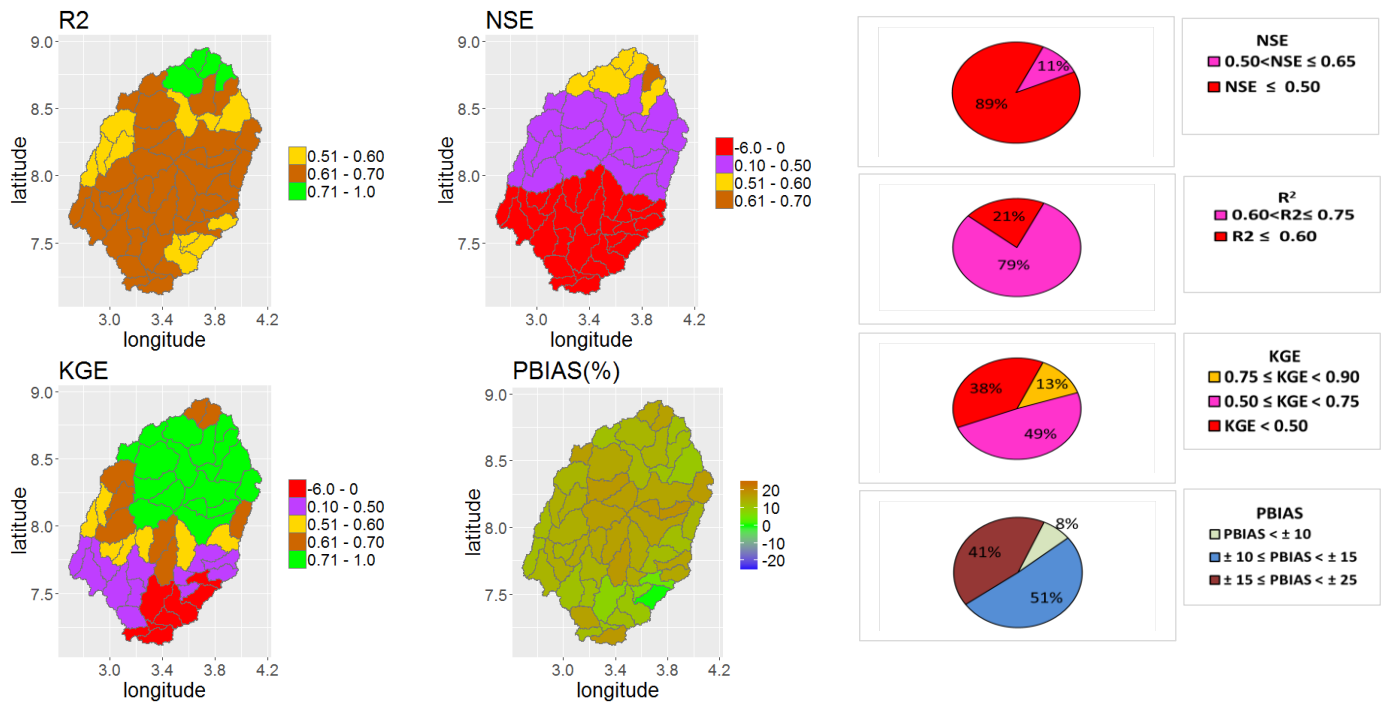 R2
9.0
8.5
8.0
7.5
latitude
3.0 3.4 3.8 4.2
longitude
0.51 - 0.60
0.61 - 0.70
0.71 - 1.0
NSE
9.0
8.5
8.0
7.5
latitude
3.0 3.4 3.8 4.2
longitude
-6.0 - 0
0.10 - 0.50
0.51 - 0.60
0.61 - 0.70
KGE
9.0
8.5
8.0
7.5
latitude
3.0 3.4 3.8 4.2
longitude
-6.0 - 0
0.10 - 0.50
0.51 - 0.60
0.61 - 0.70
0.71 - 1.0
PBIAS(%)
9.0
8.5
8.0
7.5
latitude
3.0 3.4 3.8 4.2
longitude
20
10
0
-10
-20
11%
89%
NSE
0.50<NSE ≤ 0.65
NSE ≤ 0.50
21%
79%
R²
0.60<R2≤ 0.75
R2 ≤ 0.60
38%
13%
49%
KGE
0.75 ≤ KGE < 0.90
0.50 ≤ KGE < 0.75
KGE < 0.50
8%
41%
51%
PBIAS
PBIAS < ± 10
± 10 ≤ PBIAS < ± 15
± 15 ≤ PBIAS < ± 25